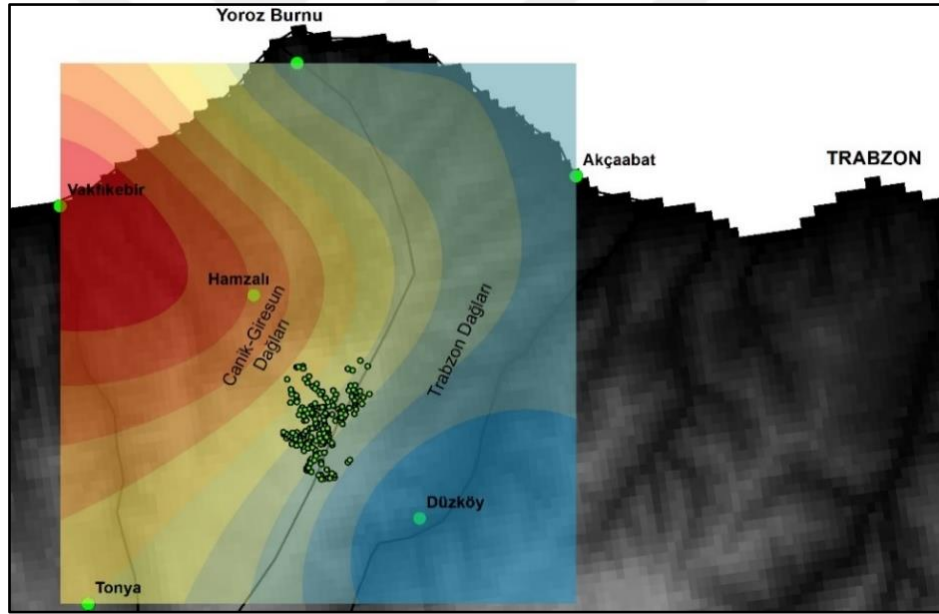 Yoroz Burnu
Akçaabat
TRABZON
Vakfıkebir
Hamzalı
Canik-Giresun
Dağları
Trabzon Dağları
Düzköy
Tonya